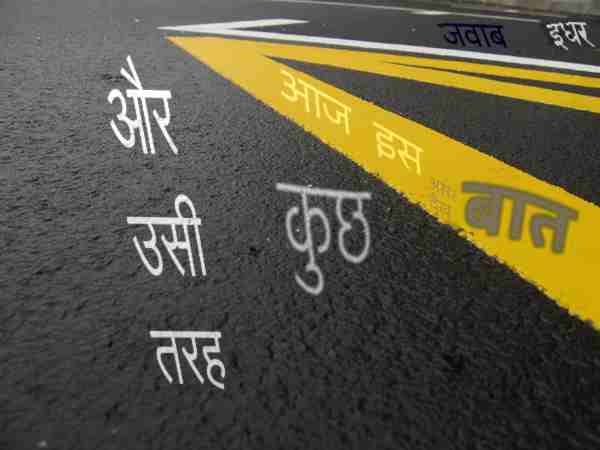 जवाब इधर
और
आज इस
बात
उसी
कुछ
तरह